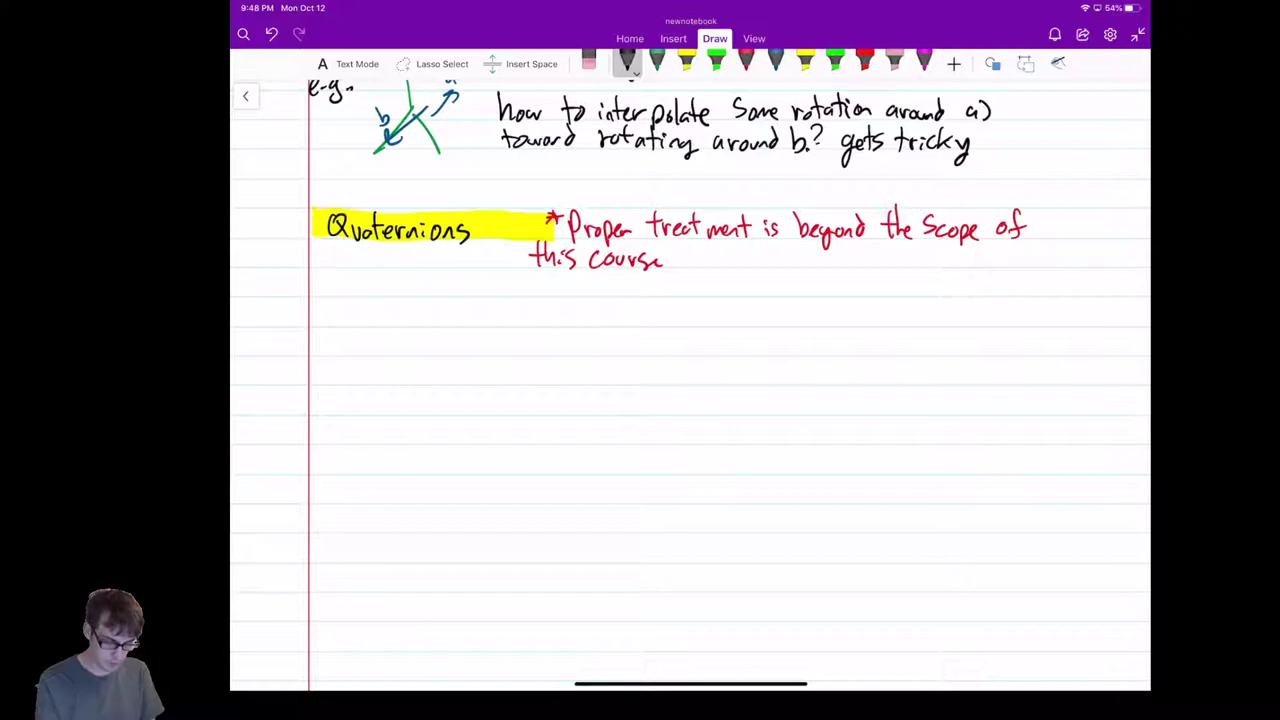 9:48 PM Mon Oct 12
54%
newnotebook
Home Insert Draw View
A Text Mode Lasso Select Insert Space
e.g.
b
how to interpolate some rotation around a)
toward rotating around b.? gets tricky
Quaternions *Proper treatment is beyond the scope of
this course